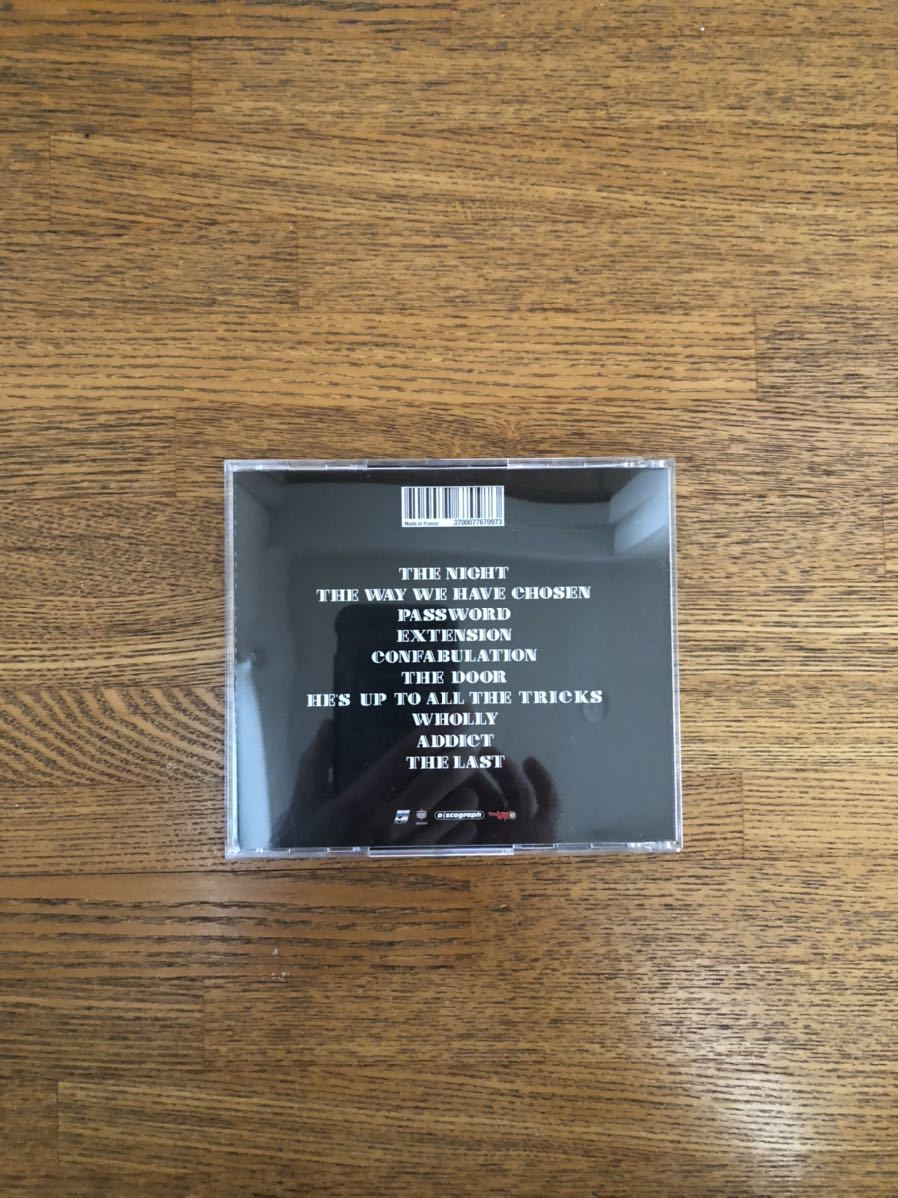 Made in France 3700077670973
THE NIGHT
THE WAY WE HAVE CHOSEN
PASSWORD
EXTENSION
CONFABULATION
THE DOOR
HE'S UP TO ALL THE TRICKS
WHOLLY
ADDICT
THE LAST
Discograph